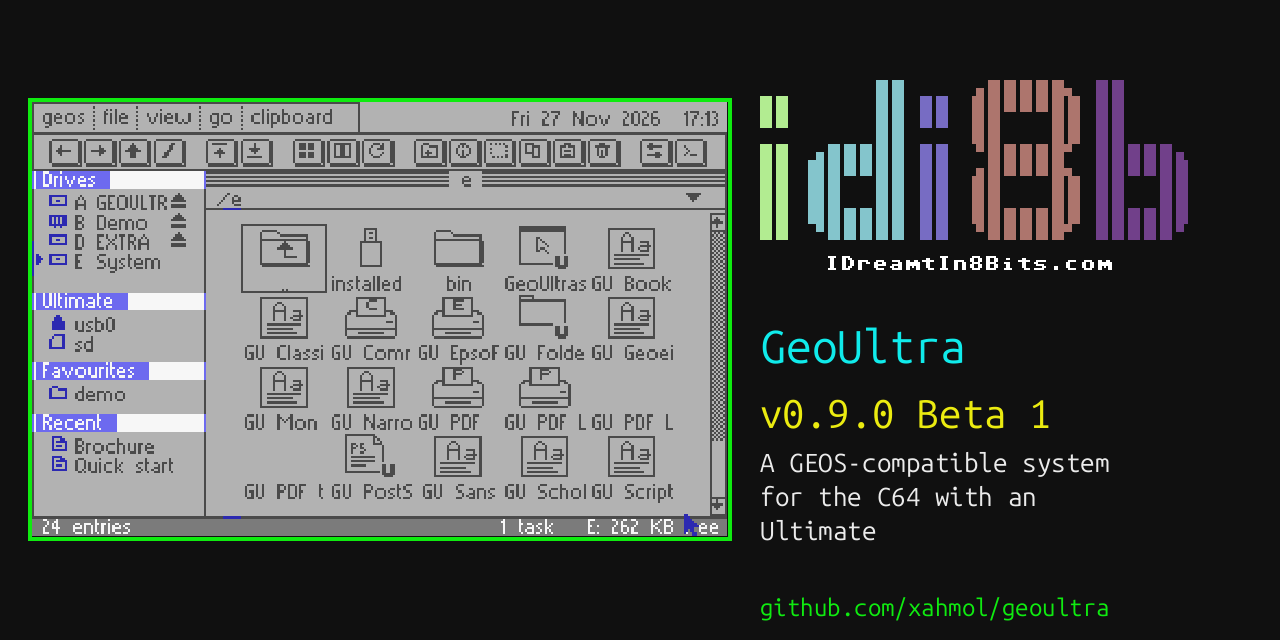 geos file view go clipboard Fri 27 Nov 2026 17:13
Drives
A GEOULTR
B Demo
D EXTRA
E System
Ultimate
usb0
sd
Favourites
demo
Recent
Brochure
Quick start
e
/e
.. installed bin GeoUltras GU Book
GU Classi GU Comr GU Epsof GU Folde GU Geoei
GU Mon GU Narro GU PDF GU PDF L GU PDF L
GU PDF t GU PostS GU Sans GU Schol GU Script
24 entries 1 task E: 262 KB
idi8b
IDreamtIn8Bits.com
GeoUltra
v0.9.0 Beta 1
A GEOS-compatible system
for the C64 with an
Ultimate
github.com/xahmol/geoultra